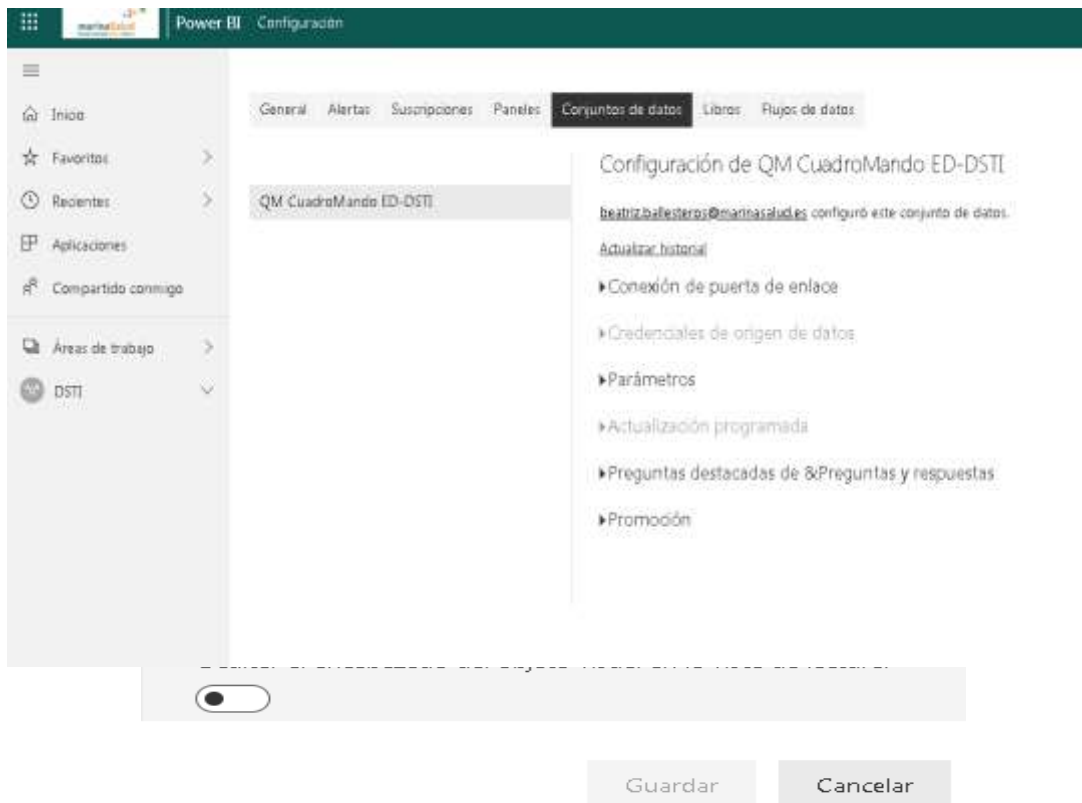 marinaSalud Power BI Configuración
Inicio
Favoritos
Recientes
Aplicaciones
Compartido conmigo
Áreas de trabajo
DSTI
General Alertas Suscripciones Paneles Conjuntos de datos Libros Flujos de datos
QM CuadroMando ED-DSTI
Configuración de QM CuadroMando ED-DSTI
beatriz.ballesteros@marinasalud.es configuró este conjunto de datos.
Actualizar historial
Conexión de puerta de enlace
Credenciales de origen de datos
Parámetros
Actualización programada
Preguntas destacadas de &Preguntas y respuestas
Promoción
Guardar Cancelar